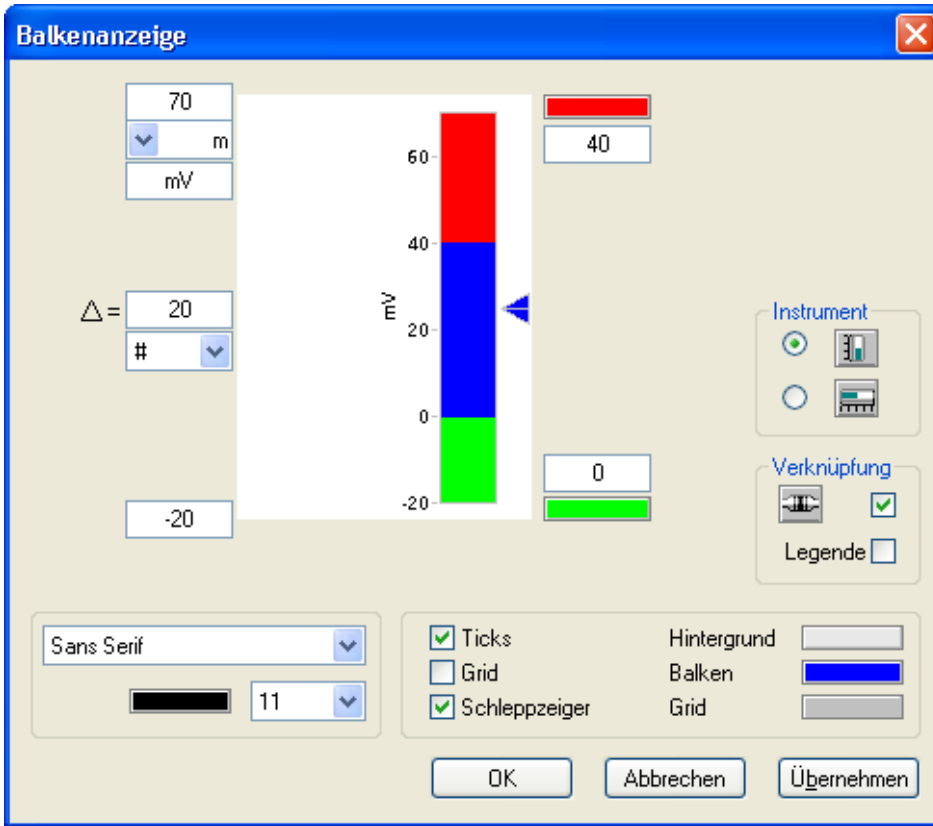 Balkenanzeige
70
m
mV
40
60
40
mV
20
0
-20
Δ =
20
#
-20
0
Instrument
Verknüpfung
Legende
Sans Serif
11
Ticks
Grid
Schleppzeiger
Hintergrund
Balken
Grid
OK
Abbrechen
Übernehmen